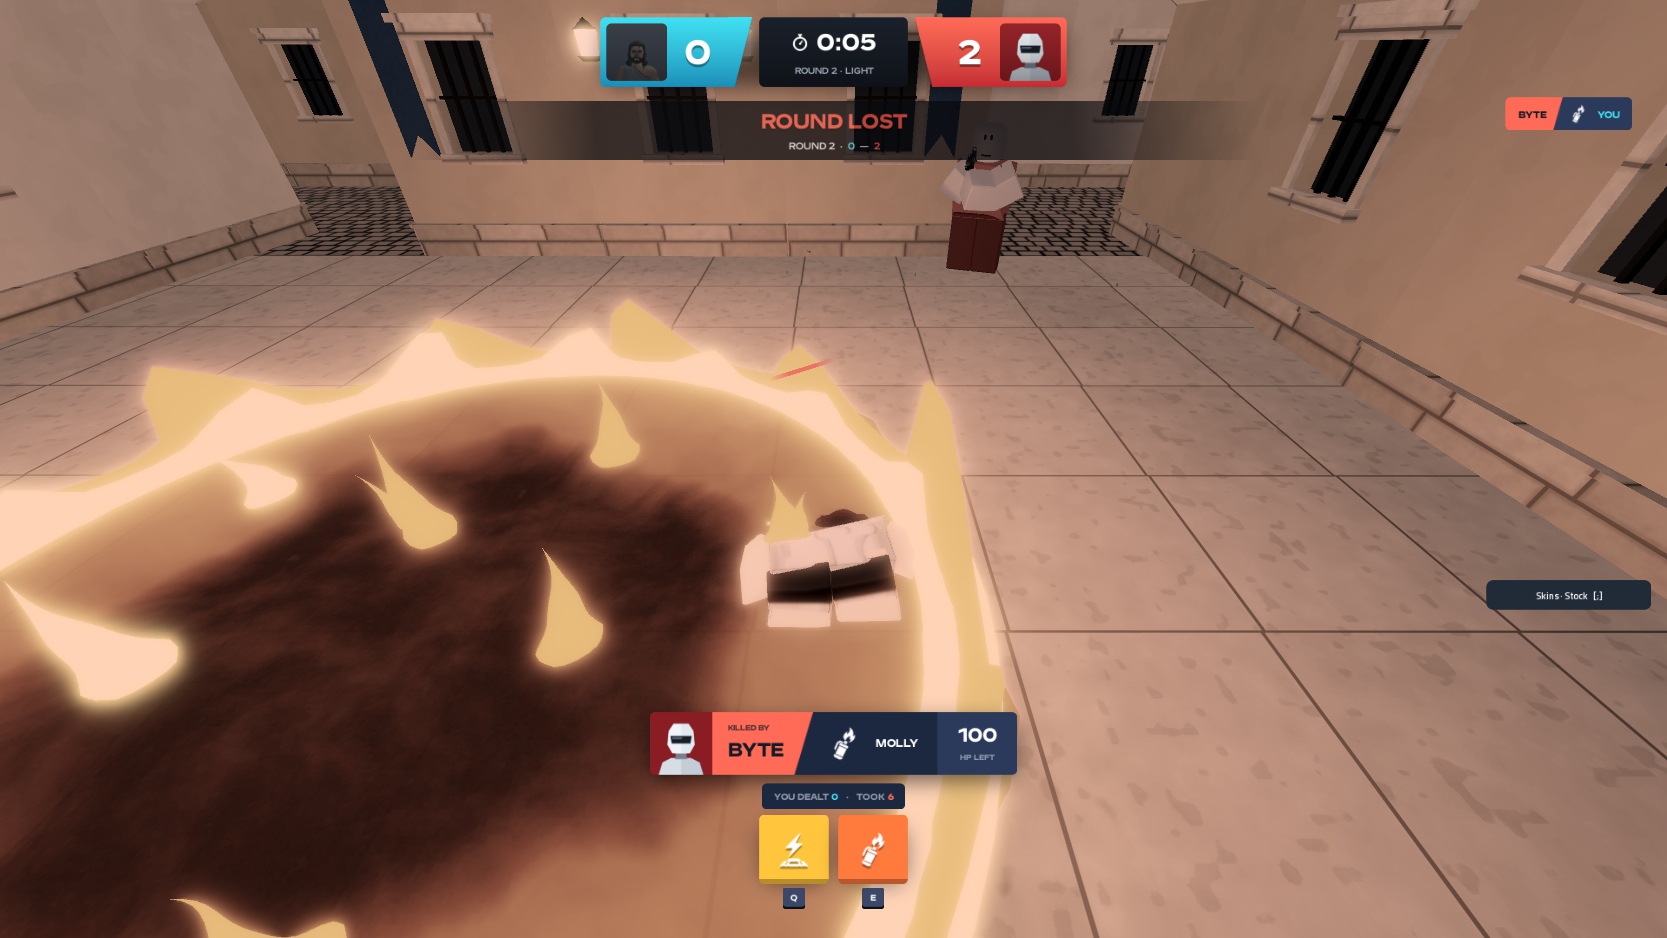 0
0:05
ROUND 2 · LIGHT
2
ROUND LOST
ROUND 2 · 0 — 2
BYTE YOU
Skins · Stock [;]
KILLED BY
BYTE
MOLLY
100
HP LEFT
YOU DEALT 0 · TOOK 6
Q E